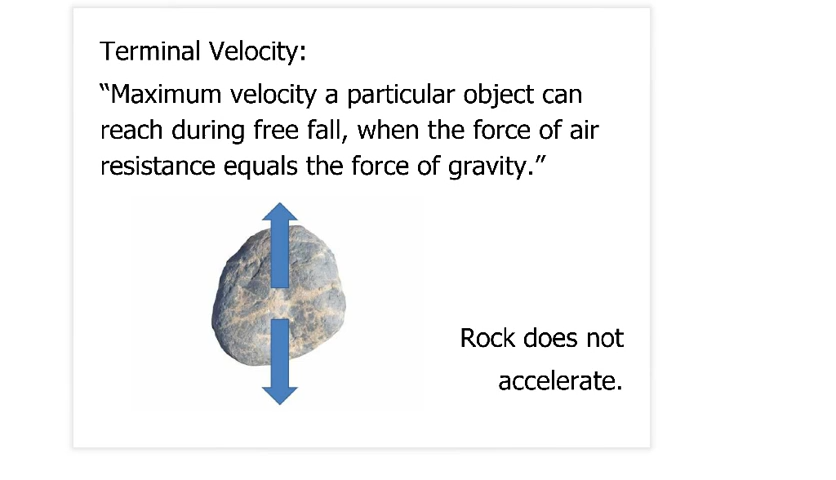 Terminal Velocity:
“Maximum velocity a particular object can
reach during free fall, when the force of air
resistance equals the force of gravity.”
Rock does not
accelerate.